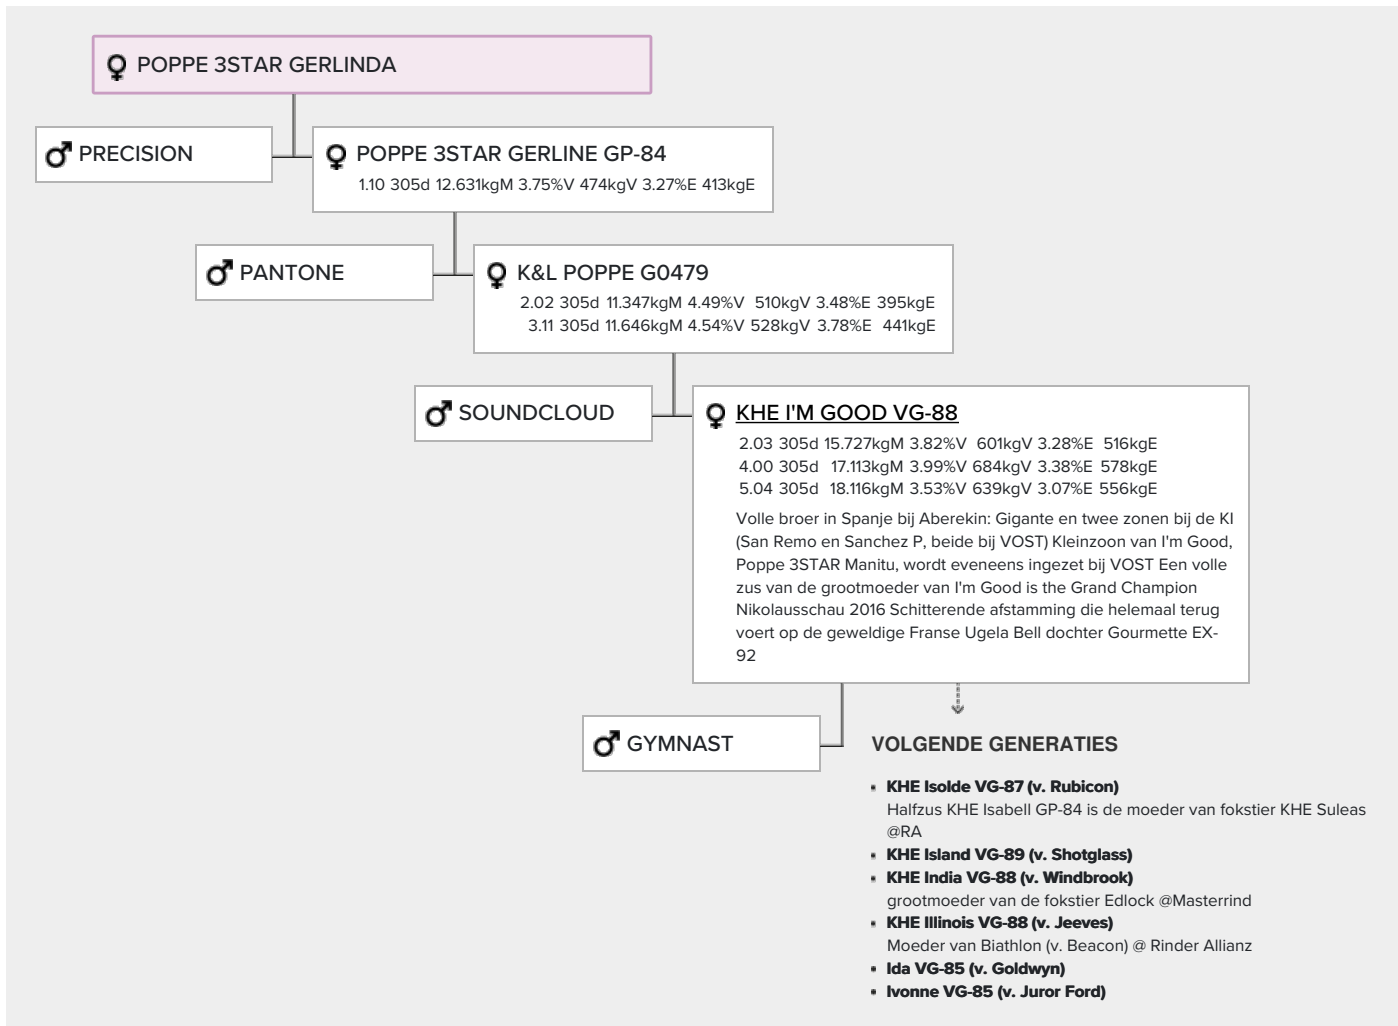 POPPE 3STAR GERLINDA
PRECISION
POPPE 3STAR GERLINE GP-84
1.10 305d 12.631kgM 3.75%V 474kgV 3.27%E 413kgE
PANTONE
K&L POPPE G0479
2.02 305d 11.347kgM 4.49%V 510kgV 3.48%E 395kgE
3.11 305d 11.646kgM 4.54%V 528kgV 3.78%E 441kgE
SOUNDCLOUD
KHE I'M GOOD VG-88
2.03 305d 15.727kgM 3.82%V 601kgV 3.28%E 516kgE
4.00 305d 17.113kgM 3.99%V 684kgV 3.38%E 578kgE
5.04 305d 18.116kgM 3.53%V 639kgV 3.07%E 556kgE
Volle broer in Spanje bij Aberekin: Gigante en twee zonen bij de KI
(San Remo en Sanchez P, beide bij VOST) Kleinzoon van I'm Good,
Poppe 3STAR Manitu, wordt eveneens ingezet bij VOST Een volle
zus van de grootmoeder van I'm Good is the Grand Champion
Nikolausschau 2016 Schitterende afstamming die helemaal terug
voert op de geweldige Franse Ugela Bell dochter Gourmette EX-
92
GYMNAST
VOLGENDE GENERATIES
KHE Isolde VG-87 (v. Rubicon)
Halfzus KHE Isabell GP-84 is de moeder van fokstier KHE Suleas
@RA
KHE Island VG-89 (v. Shotglass)
KHE India VG-88 (v. Windbrook)
grootmoeder van de fokstier Edlock @Masterrind
KHE Illinois VG-88 (v. Jeeves)
Moeder van Biathlon (v. Beacon) @ Rinder Allianz
Ida VG-85 (v. Goldwyn)
Ivonne VG-85 (v. Juror Ford)